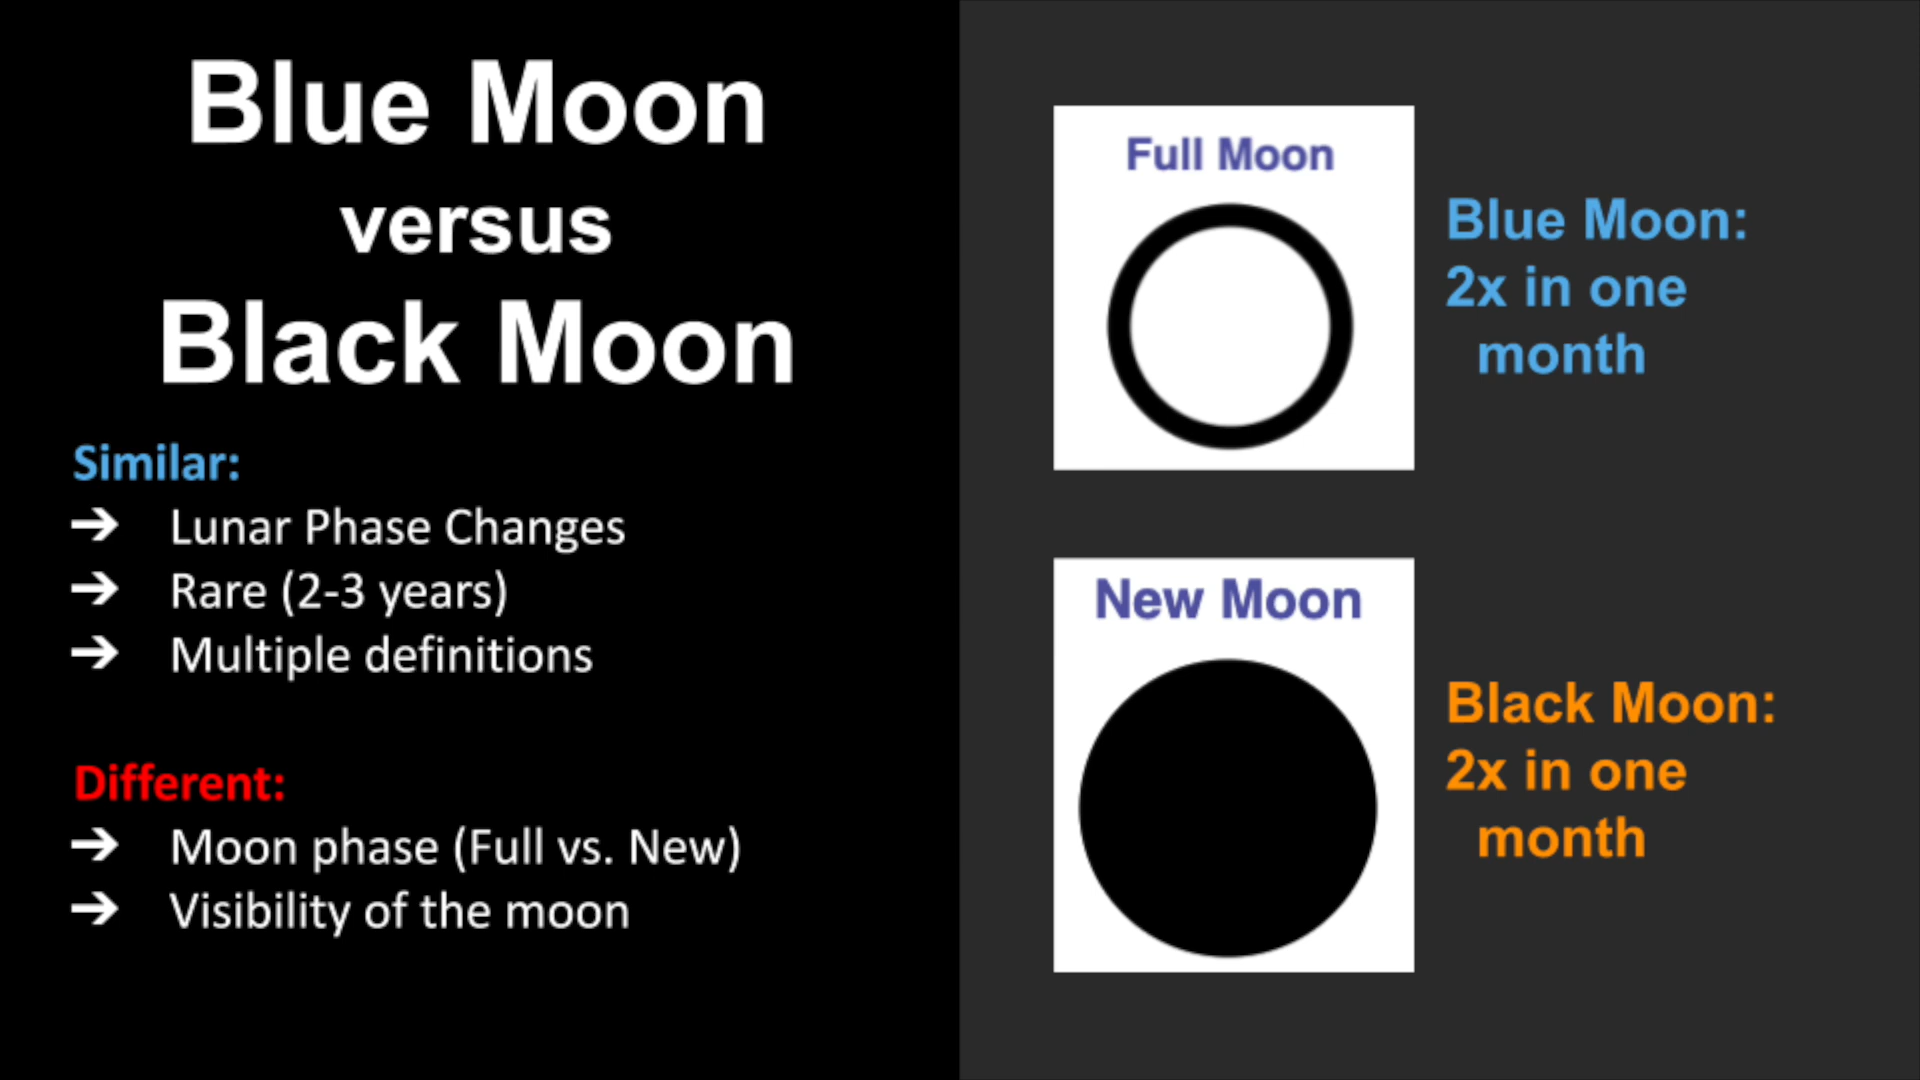 Blue Moon
versus
Black Moon
Similar:
➔ Lunar Phase Changes
➔ Rare (2-3 years)
➔ Multiple definitions
Different:
➔ Moon phase (Full vs. New)
➔ Visibility of the moon
Full Moon
Blue Moon:
2x in one
month
New Moon
Black Moon:
2x in one
month